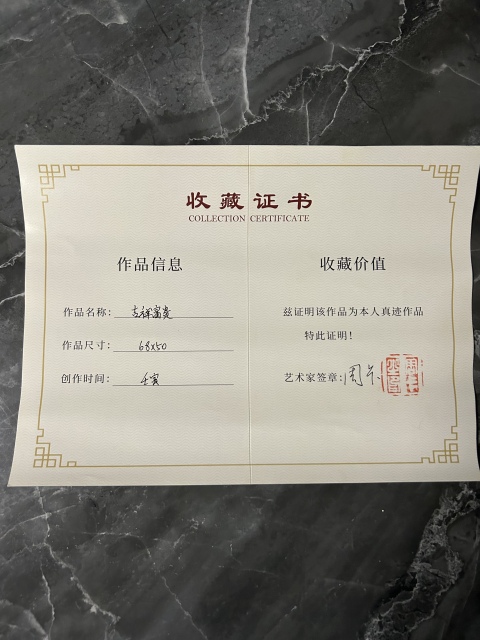 收藏证书
COLLECTION CERTIFICATE
作品信息
作品名称：吉祥富贵
作品尺寸：68x50
创作时间：壬寅
收藏价值
兹证明该作品为本人真迹作品
特此证明！
艺术家签章：周